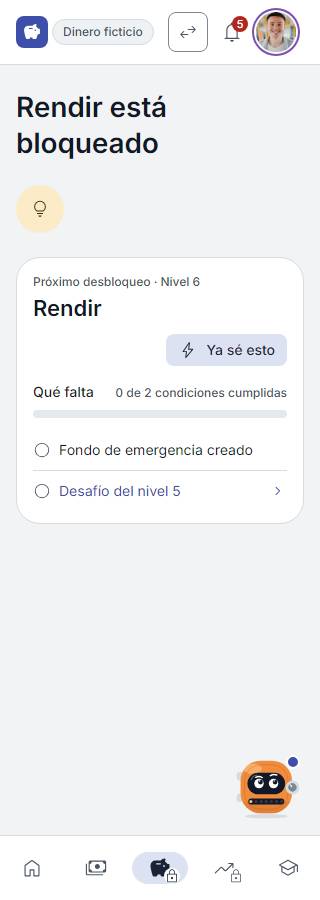 Dinero ficticio
5
Rendir está
bloqueado
Próximo desbloqueo · Nivel 6
Rendir
Ya sé esto
Qué falta
0 de 2 condiciones cumplidas
Fondo de emergencia creado
Desafío del nivel 5